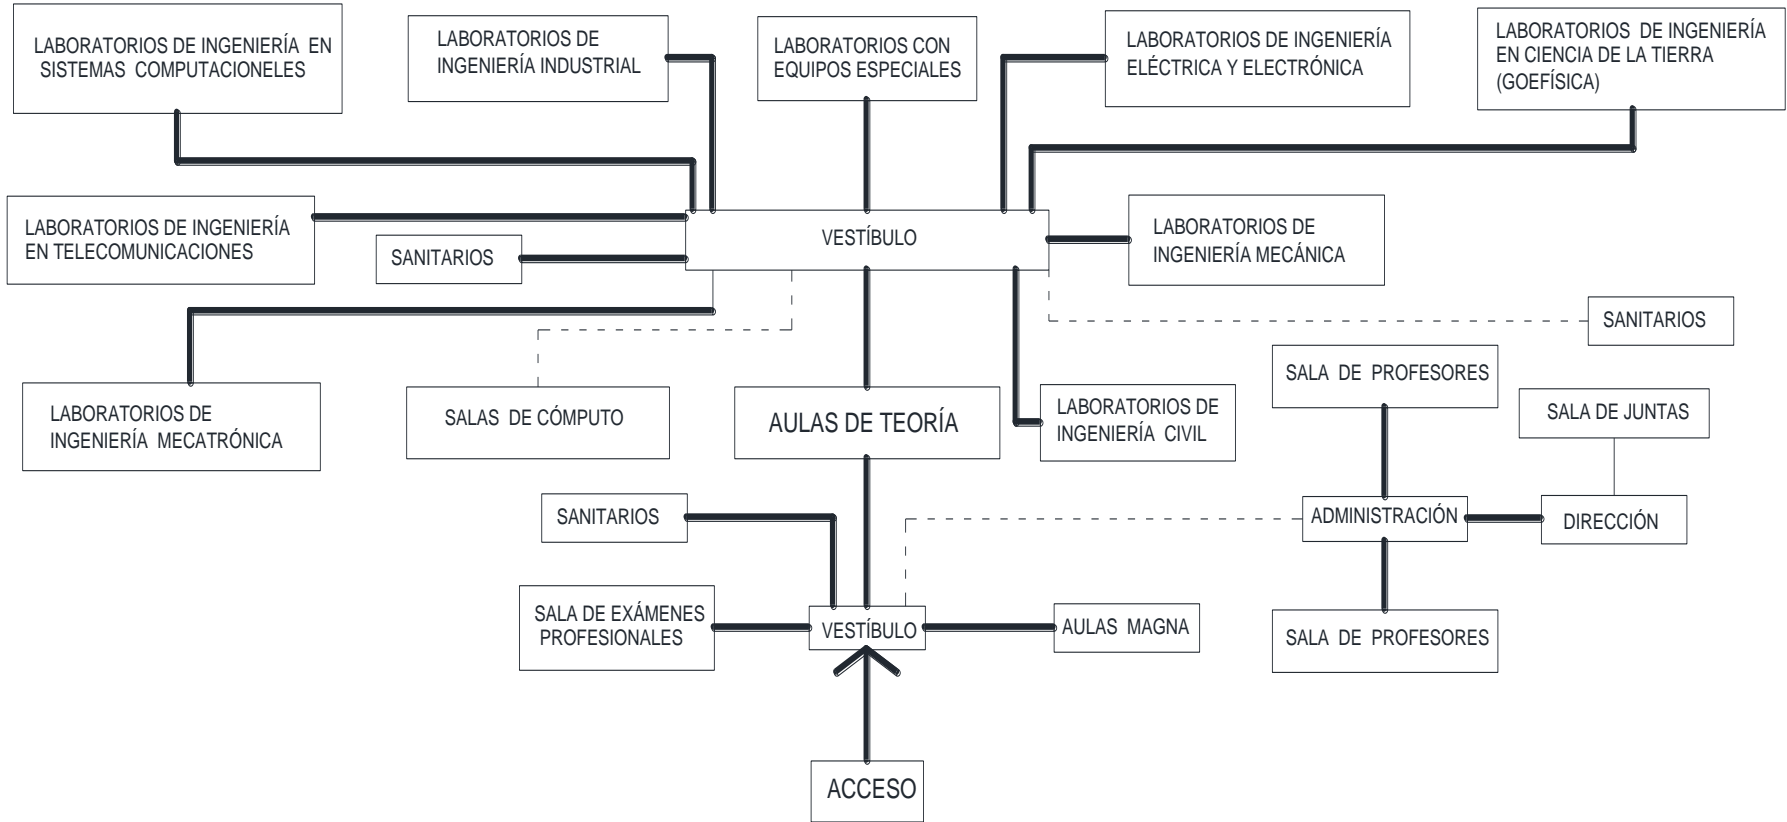 LABORATORIOS DE INGENIERÍA EN
SISTEMAS COMPUTACIONELES
LABORATORIOS DE
INGENIERÍA INDUSTRIAL
LABORATORIOS CON
EQUIPOS ESPECIALES
LABORATORIOS DE INGENIERÍA
ELÉCTRICA Y ELECTRÓNICA
LABORATORIOS DE INGENIERÍA
EN CIENCIA DE LA TIERRA
(GOEFÍSICA)
LABORATORIOS DE INGENIERÍA
EN TELECOMUNICACIONES
SANITARIOS
VESTÍBULO
LABORATORIOS DE
INGENIERÍA MECÁNICA
SANITARIOS
LABORATORIOS DE
INGENIERÍA MECATRÓNICA
SALAS DE CÓMPUTO
AULAS DE TEORÍA
LABORATORIOS DE
INGENIERÍA CIVIL
SALA DE PROFESORES
SALA DE JUNTAS
SANITARIOS
ADMINISTRACIÓN
DIRECCIÓN
SALA DE EXÁMENES
PROFESIONALES
VESTÍBULO
AULAS MAGNA
SALA DE PROFESORES
ACCESO